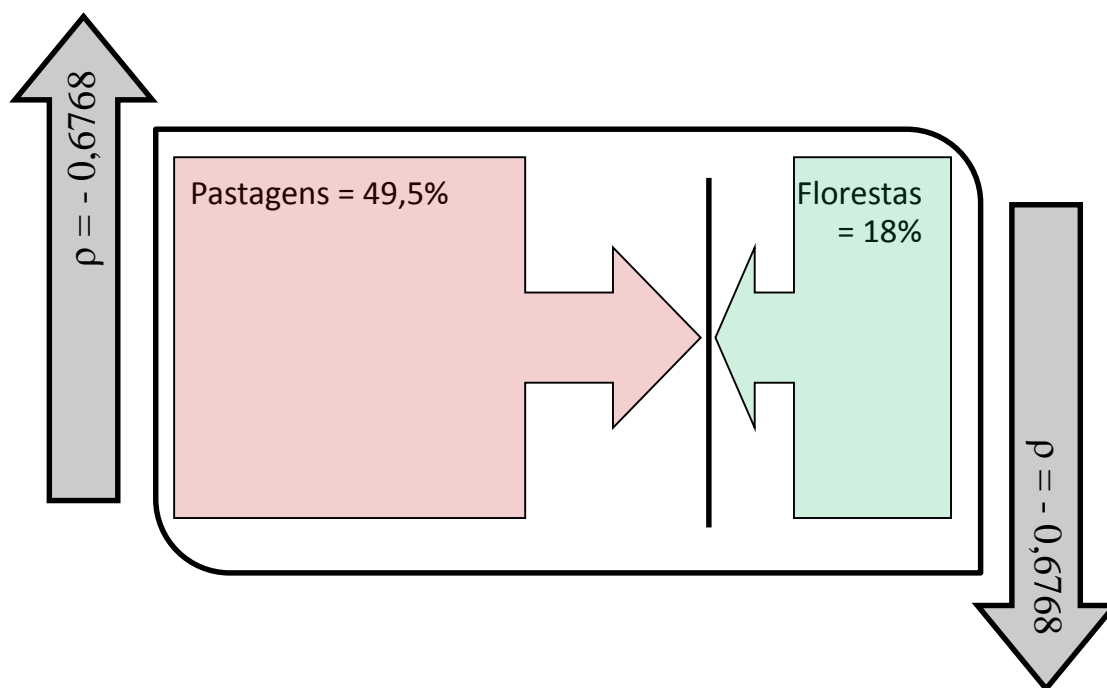 ρ = - 0,6768
Pastagens = 49,5%
Florestas
= 18%
ρ = - 0,6768